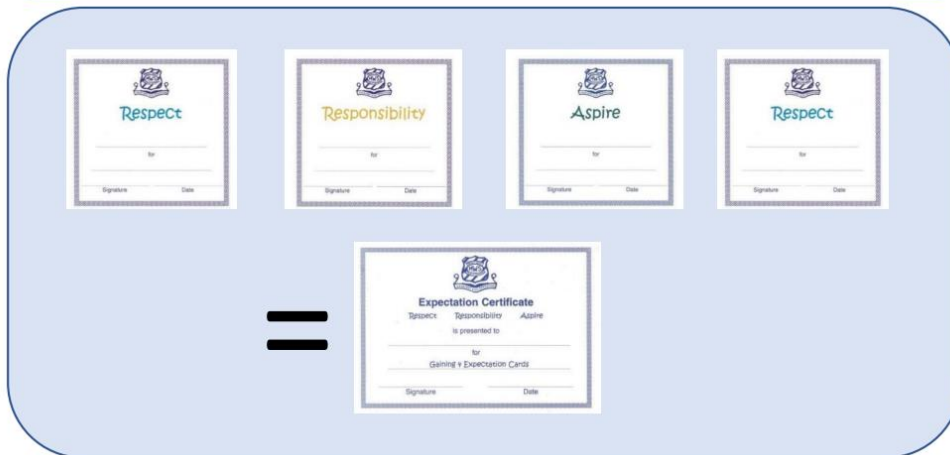 Respect
for
Signature Date
Responsibility
for
Signature Date
Aspire
for
Signature Date
Respect
for
Signature Date
=
Expectation Certificate
Respect Responsibility Aspire
is presented to
for
Gaining 4 Expectation Cards
Signature Date